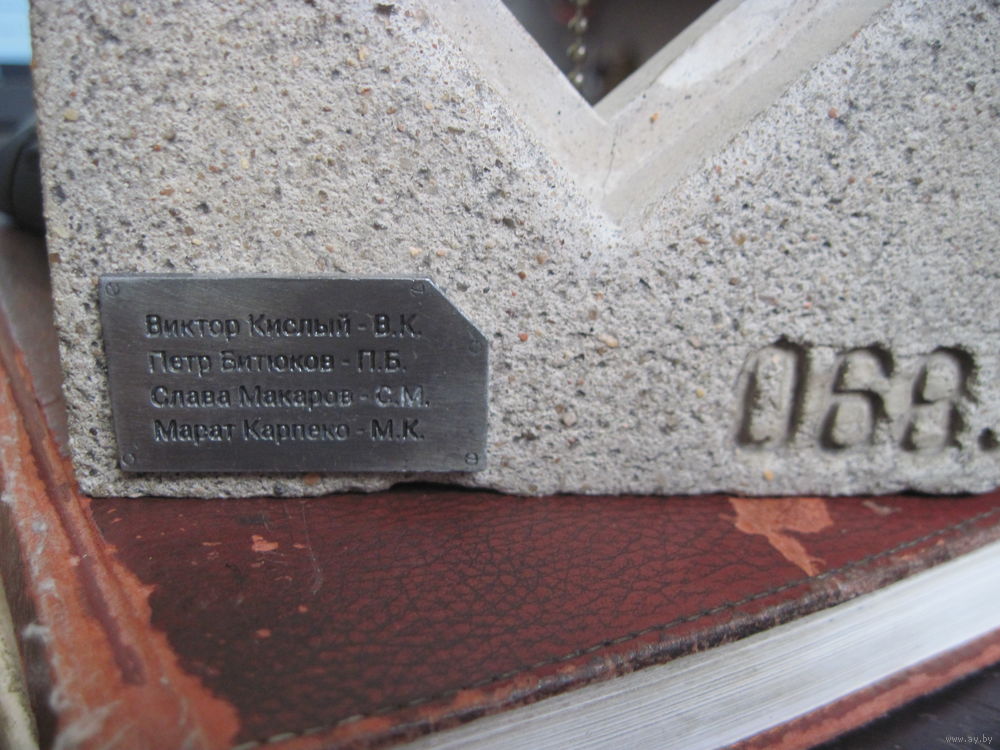 Виктор Кислый - В.К.
Петр Битюков - П.Б.
Слава Макаров - С.М.
Марат Карпеко - М.К.
068.
www.ay.by